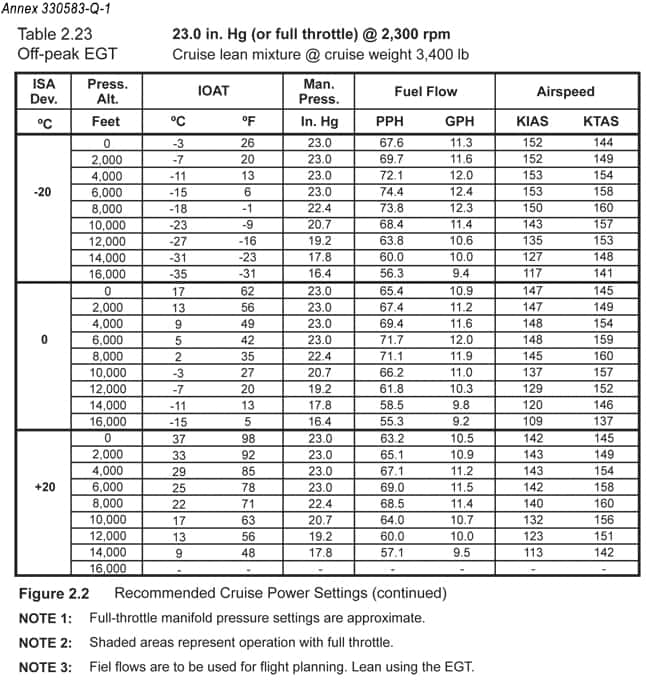 Annex 330583-Q-1
Table 2.23 23.0 in. Hg (or full throttle) @ 2,300 rpm
Off-peak EGT Cruise lean mixture @ cruise weight 3,400 lb
ISA Dev. Press. Alt. IOAT Man. Press. Fuel Flow Airspeed
ºC Feet ºC ºF In. Hg PPH GPH KIAS KTAS
-20
0 -3 26 23.0 67.6 11.3 152 144
2,000 -7 20 23.0 69.7 11.6 152 149
4,000 -11 13 23.0 72.1 12.0 153 154
6,000 -15 6 23.0 74.4 12.4 153 158
8,000 -18 -1 22.4 73.8 12.3 150 160
10,000 -23 -9 20.7 68.4 11.4 143 157
12,000 -27 -16 19.2 63.8 10.6 135 153
14,000 -31 -23 17.8 60.0 10.0 127 148
16,000 -35 -31 16.4 56.3 9.4 117 141
0
0 17 62 23.0 65.4 10.9 147 145
2,000 13 56 23.0 67.4 11.2 147 149
4,000 9 49 23.0 69.4 11.6 148 154
6,000 5 42 23.0 71.7 12.0 148 159
8,000 2 35 22.4 71.1 11.9 145 160
10,000 -3 27 20.7 66.2 11.0 137 157
12,000 -7 20 19.2 61.8 10.3 129 152
14,000 -11 13 17.8 58.5 9.8 120 146
16,000 -15 5 16.4 55.3 9.2 109 137
+20
0 37 98 23.0 63.2 10.5 142 145
2,000 33 92 23.0 65.1 10.9 143 149
4,000 29 85 23.0 67.1 11.2 143 154
6,000 25 78 23.0 69.0 11.5 142 158
8,000 22 71 22.4 68.5 11.4 140 160
10,000 17 63 20.7 64.0 10.7 132 156
12,000 13 56 19.2 60.0 10.0 123 151
14,000 9 48 17.8 57.1 9.5 113 142
16,000 - - - - - - -
Figure 2.2 Recommended Cruise Power Settings (continued)
NOTE 1: Full-throttle manifold pressure settings are approximate.
NOTE 2: Shaded areas represent operation with full throttle.
NOTE 3: Fiel flows are to be used for flight planning. Lean using the EGT.